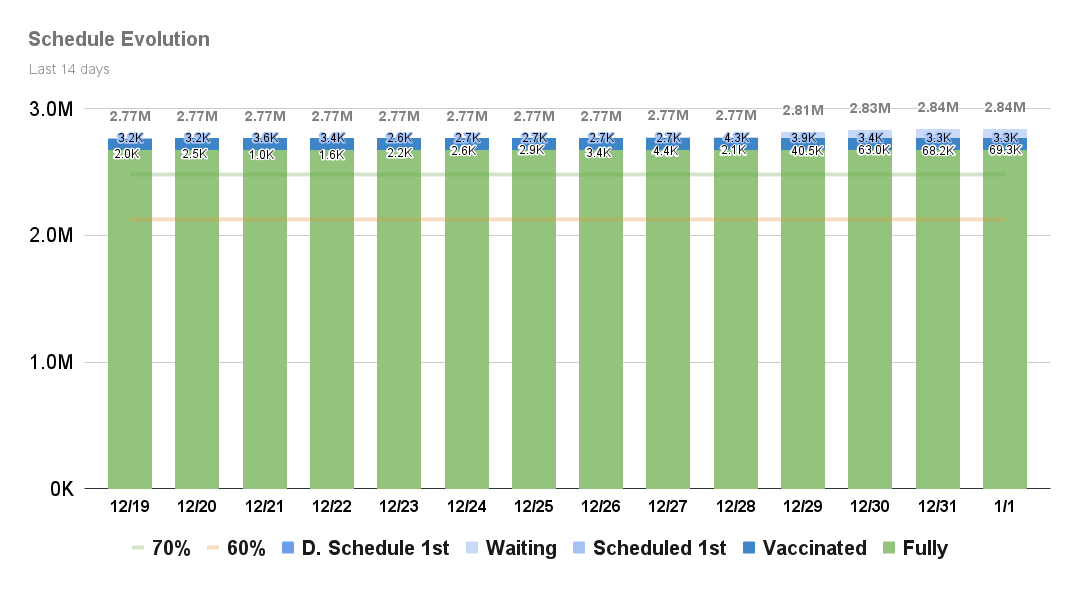 Schedule Evolution
Last 14 days
3.0M
2.77M 2.77M 2.77M 2.77M 2.77M 2.77M 2.77M 2.77M 2.77M 2.77M 2.81M 2.83M 2.84M 2.84M
3.2K 3.2K 3.6K 3.4K 2.6K 2.7K 2.7K 2.7K 2.7K 4.3K 3.9K 3.4K 3.3K 3.3K
2.0K 2.5K 1.0K 1.6K 2.2K 2.6K 2.9K 3.4K 4.4K 2.1K 40.5K 63.0K 68.2K 69.3K
2.0M
1.0M
0K
12/19 12/20 12/21 12/22 12/23 12/24 12/25 12/26 12/27 12/28 12/29 12/30 12/31 1/1
70% 60% D. Schedule 1st Waiting Scheduled 1st Vaccinated Fully